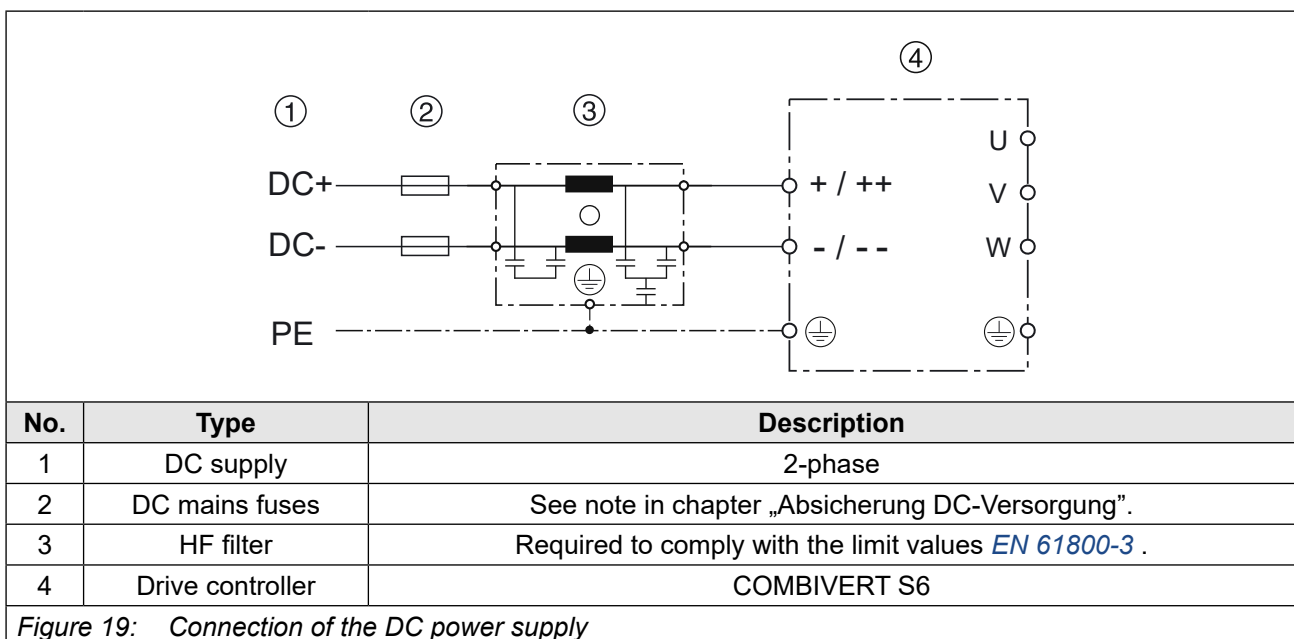 ④
① ② ③
U
DC+ + / ++
V
DC- - / - - W
PE
No. Type Description
1 DC supply 2-phase
2 DC mains fuses See note in chapter „Absicherung DC-Versorgung”.
3 HF filter Required to comply with the limit values EN 61800-3 .
4 Drive controller COMBIVERT S6
Figure 19: Connection of the DC power supply